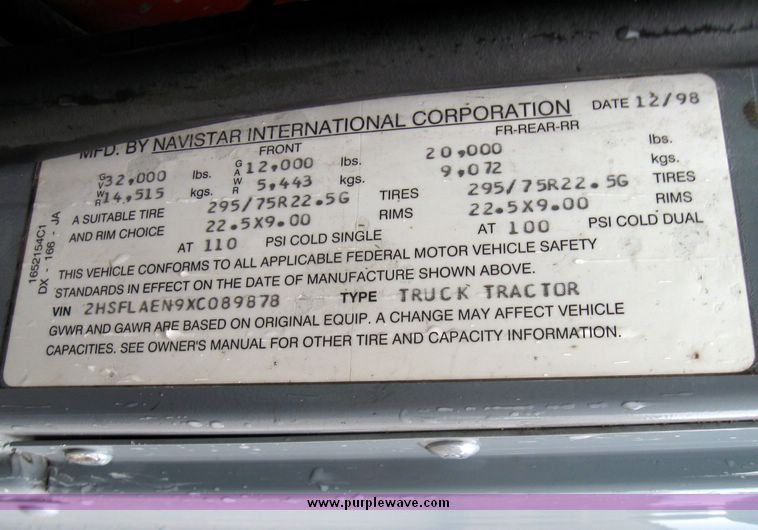 MFD. BY NAVISTAR INTERNATIONAL CORPORATION DATE 12/98
FRONT FR-REAR-RR
GVWR 32,000 lbs. GAWR 12,000 lbs. 20,000 lbs.
14,515 kgs. 5,443 kgs. 9,072 kgs.
A SUITABLE TIRE 295/75R22.5G TIRES 295/75R22.5G TIRES
AND RIM CHOICE 22.5X9.00 RIMS 22.5X9.00 RIMS
AT 110 PSI COLD SINGLE AT 100 PSI COLD DUAL
THIS VEHICLE CONFORMS TO ALL APPLICABLE FEDERAL MOTOR VEHICLE SAFETY
STANDARDS IN EFFECT ON THE DATE OF MANUFACTURE SHOWN ABOVE.
VIN 2HSFLAEN9XC089878 TYPE TRUCK TRACTOR
GVWR AND GAWR ARE BASED ON ORIGINAL EQUIP. A CHANGE MAY AFFECT VEHICLE
CAPACITIES. SEE OWNER'S MANUAL FOR OTHER TIRE AND CAPACITY INFORMATION.
1652154C1
DX - 166 - JA
www.purplewave.com